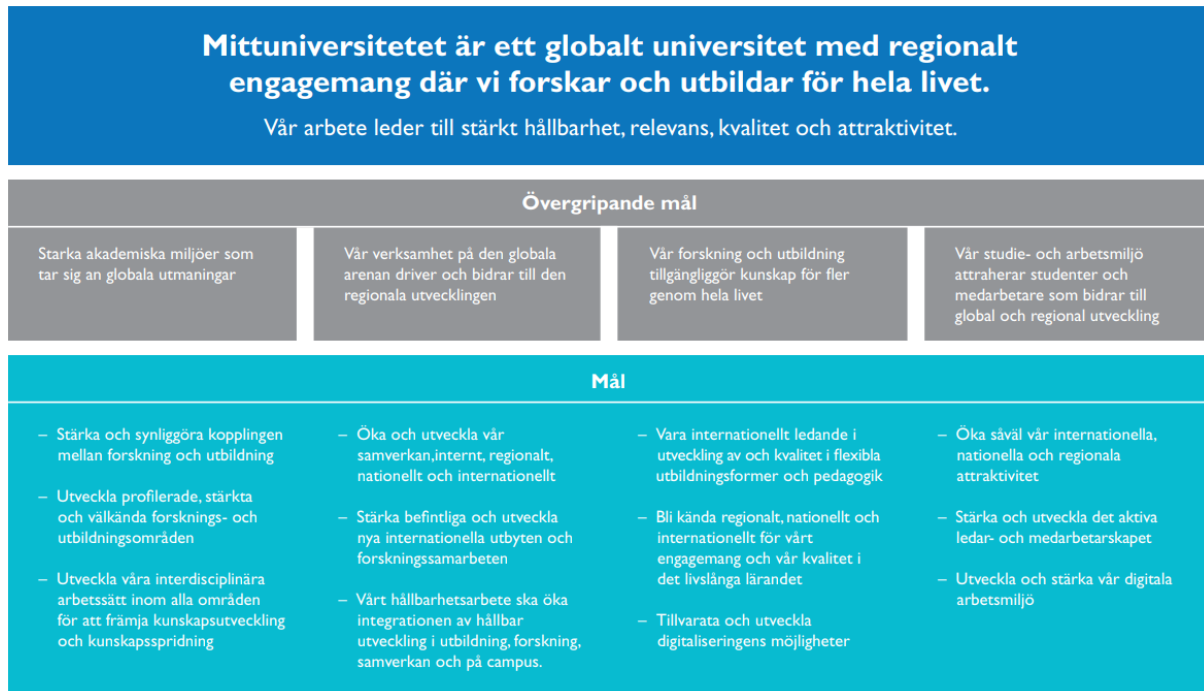 Mittuniversitetet är ett globalt universitet med regionalt
engagemang där vi forskar och utbildar för hela livet.
Vår arbete leder till stärkt hållbarhet, relevans, kvalitet och attraktivitet.
Övergripande mål
Starka akademiska miljöer som
tar sig an globala utmaningar
Vår verksamhet på den globala
arenan driver och bidrar till den
regionala utvecklingen
Vår forskning och utbildning
tillgängliggör kunskap för fler
genom hela livet
Vår studie- och arbetsmiljö
attraherar studenter och
medarbetare som bidrar till
global och regional utveckling
Mål
– Stärka och synliggöra kopplingen
mellan forskning och utbildning
– Utveckla profilerade, stärkta
och välkända forsknings- och
utbildningsområden
– Utveckla våra interdisciplinära
arbetssätt inom alla områden
för att främja kunskapsutveckling
och kunskapsspridning
– Öka och utveckla vår
samverkan,internt, regionalt,
nationellt och internationellt
– Stärka befintliga och utveckla
nya internationella utbyten och
forskningssamarbeten
– Vårt hållbarhetsarbete ska öka
integrationen av hållbar
utveckling i utbildning, forskning,
samverkan och på campus.
– Vara internationellt ledande i
utveckling av och kvalitet i flexibla
utbildningsformer och pedagogik
– Bli kända regionalt, nationellt och
internationellt för vårt
engagemang och vår kvalitet i
det livslånga lärandet
– Tillvarata och utveckla
digitaliseringens möjligheter
– Öka såväl vår internationella,
nationella och regionala
attraktivitet
– Stärka och utveckla det aktiva
ledar- och medarbetarskapet
– Utveckla och stärka vår digitala
arbetsmiljö